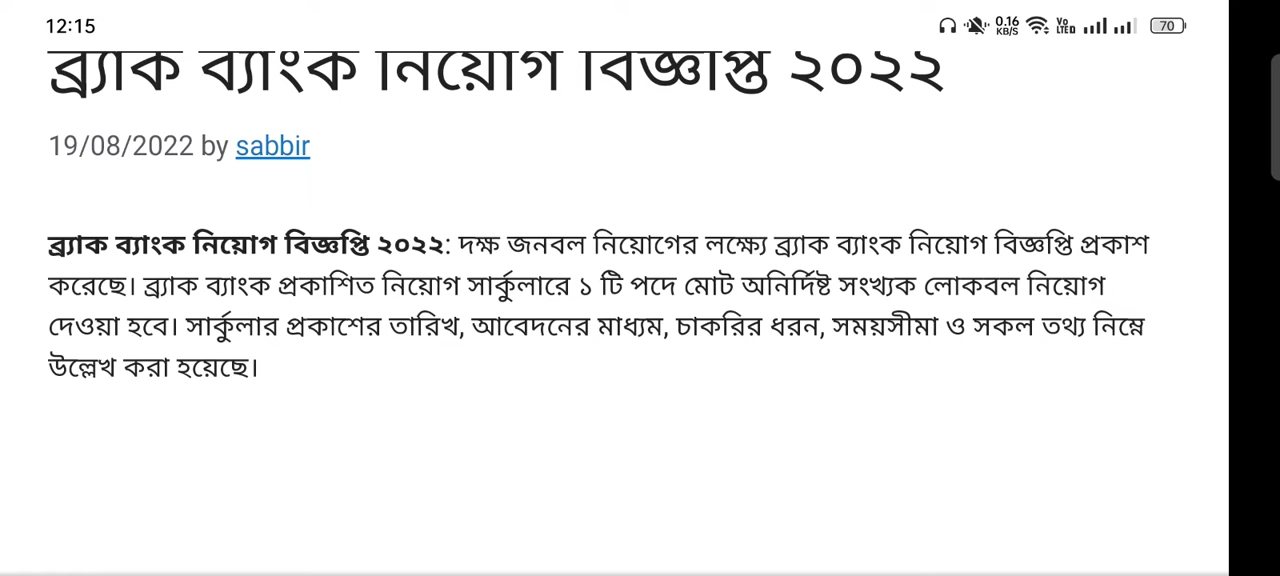 12:15
0.16 KB/S
Vo LTED
70
ব্র্যাক ব্যাংক নিয়োগ বিজ্ঞপ্তি ২০২২
19/08/2022 by sabbir
ব্র্যাক ব্যাংক নিয়োগ বিজ্ঞপ্তি ২০২২: দক্ষ জনবল নিয়োগের লক্ষ্যে ব্র্যাক ব্যাংক নিয়োগ বিজ্ঞপ্তি প্রকাশ
করেছে। ব্র্যাক ব্যাংক প্রকাশিত নিয়োগ সার্কুলারে ১ টি পদে মোট অনির্দিষ্ট সংখ্যক লোকবল নিয়োগ
দেওয়া হবে। সার্কুলার প্রকাশের তারিখ, আবেদনের মাধ্যম, চাকরির ধরন, সময়সীমা ও সকল তথ্য নিম্নে
উল্লেখ করা হয়েছে।